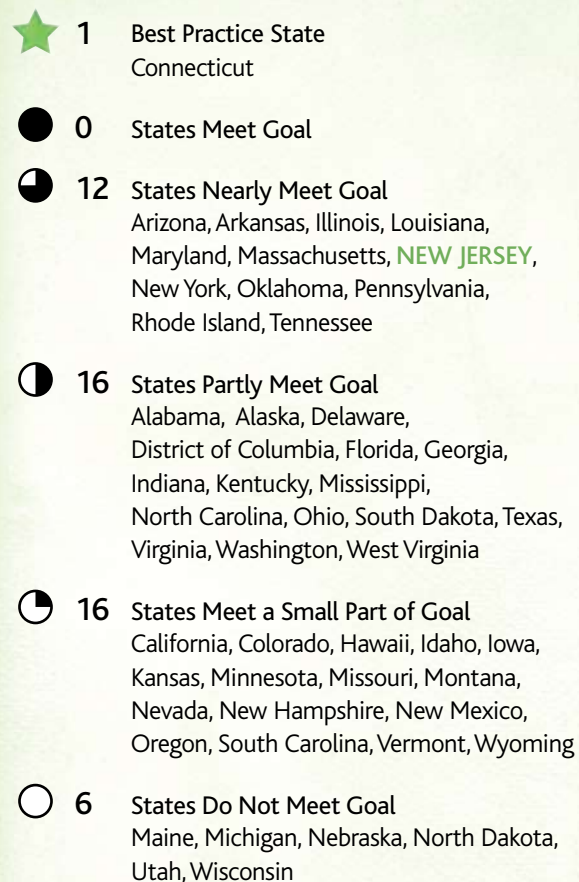 1 Best Practice State
Connecticut
0 States Meet Goal
12 States Nearly Meet Goal
Arizona, Arkansas, Illinois, Louisiana,
Maryland, Massachusetts, NEW JERSEY,
New York, Oklahoma, Pennsylvania,
Rhode Island, Tennessee
16 States Partly Meet Goal
Alabama, Alaska, Delaware,
District of Columbia, Florida, Georgia,
Indiana, Kentucky, Mississippi,
North Carolina, Ohio, South Dakota, Texas,
Virginia, Washington, West Virginia
16 States Meet a Small Part of Goal
California, Colorado, Hawaii, Idaho, Iowa,
Kansas, Minnesota, Missouri, Montana,
Nevada, New Hampshire, New Mexico,
Oregon, South Carolina, Vermont, Wyoming
6 States Do Not Meet Goal
Maine, Michigan, Nebraska, North Dakota,
Utah, Wisconsin